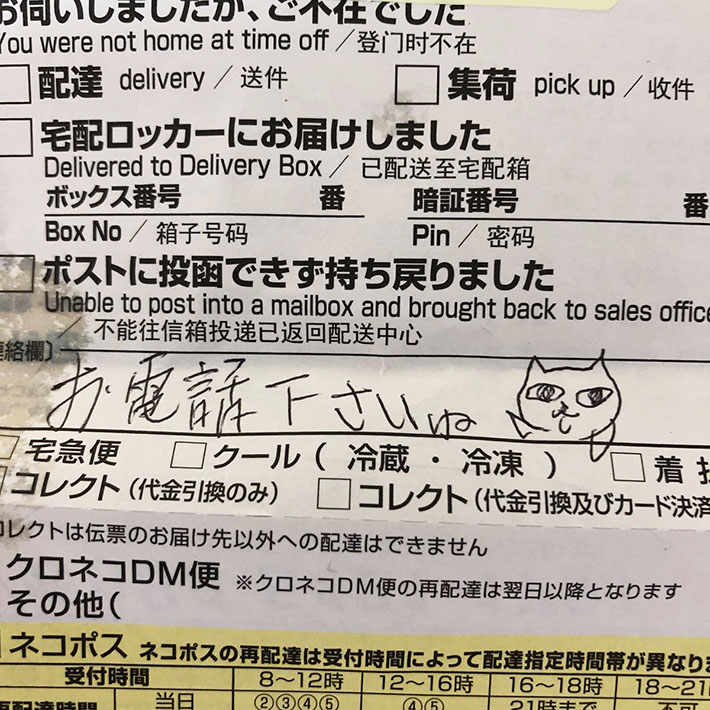 お伺いしましたが、ご不在でした
You were not home at time off／登门时不在
配達 delivery／送件 集荷 pick up／收件
宅配ロッカーにお届けしました
Delivered to Delivery Box／已配送至宅配箱
ボックス番号 番 暗証番号 番
Box No／箱子号码 Pin／密码
ポストに投函できず持ち戻りました
Unable to post into a mailbox and brought back to sales office
／不能往信箱投递已返回配送中心
連絡欄〕
お電話下さいね
宅急便 クール（冷蔵・冷凍） 着
コレクト（代金引換のみ） コレクト（代金引換及びカード決済
コレクトは伝票のお届け先以外への配達はできません
クロネコDM便 ※クロネコDM便の再配達は翌日以降となります
その他（
ネコポス ネコポスの再配達は受付時間によって配達指定時間帯が異なりま
受付時間 8～12時 12～16時 16～18時 18～21
再配達時間 当日 ②③④⑤ ④⑤ 21時まで 不可